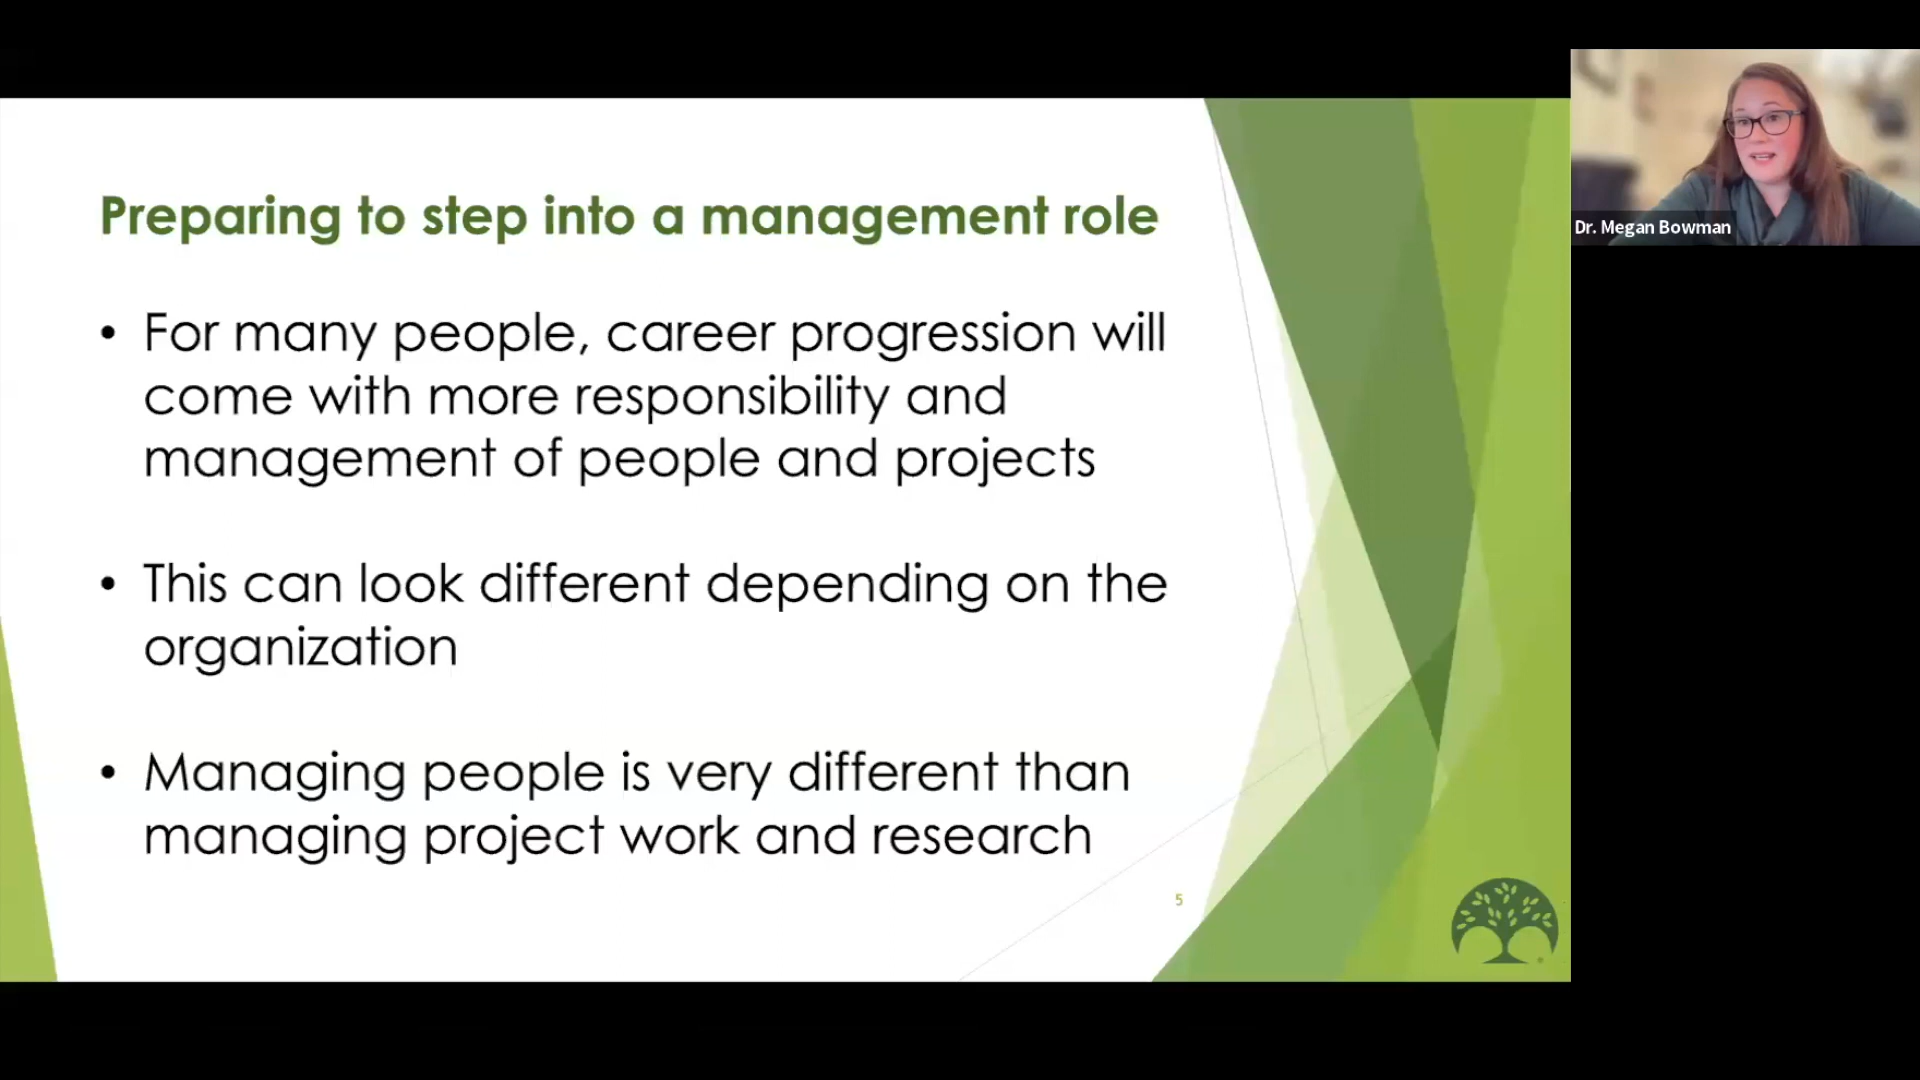 Preparing to step into a management role
• For many people, career progression will
come with more responsibility and
management of people and projects
• This can look different depending on the
organization
• Managing people is very different than
managing project work and research
5
Dr. Megan Bowman